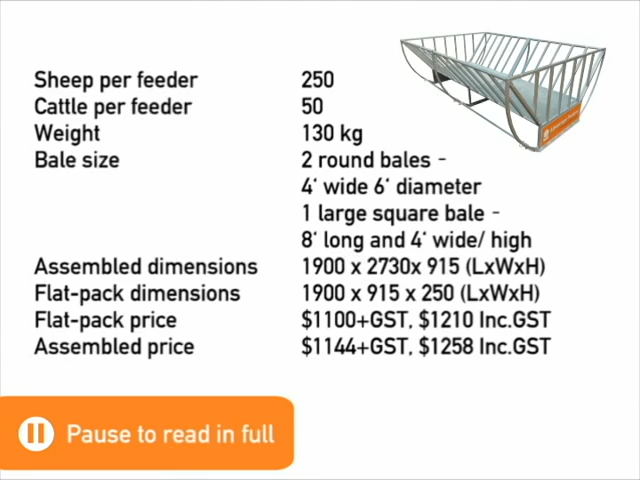 Sheep per feeder 250
Cattle per feeder 50
Weight 130 kg
Bale size 2 round bales -
4' wide 6' diameter
1 large square bale -
8' long and 4' wide/ high
Assembled dimensions 1900 x 2730x 915 (LxWxH)
Flat-pack dimensions 1900 x 915 x 250 (LxWxH)
Flat-pack price $1100+GST, $1210 Inc.GST
Assembled price $1144+GST, $1258 Inc.GST
Pause to read in full